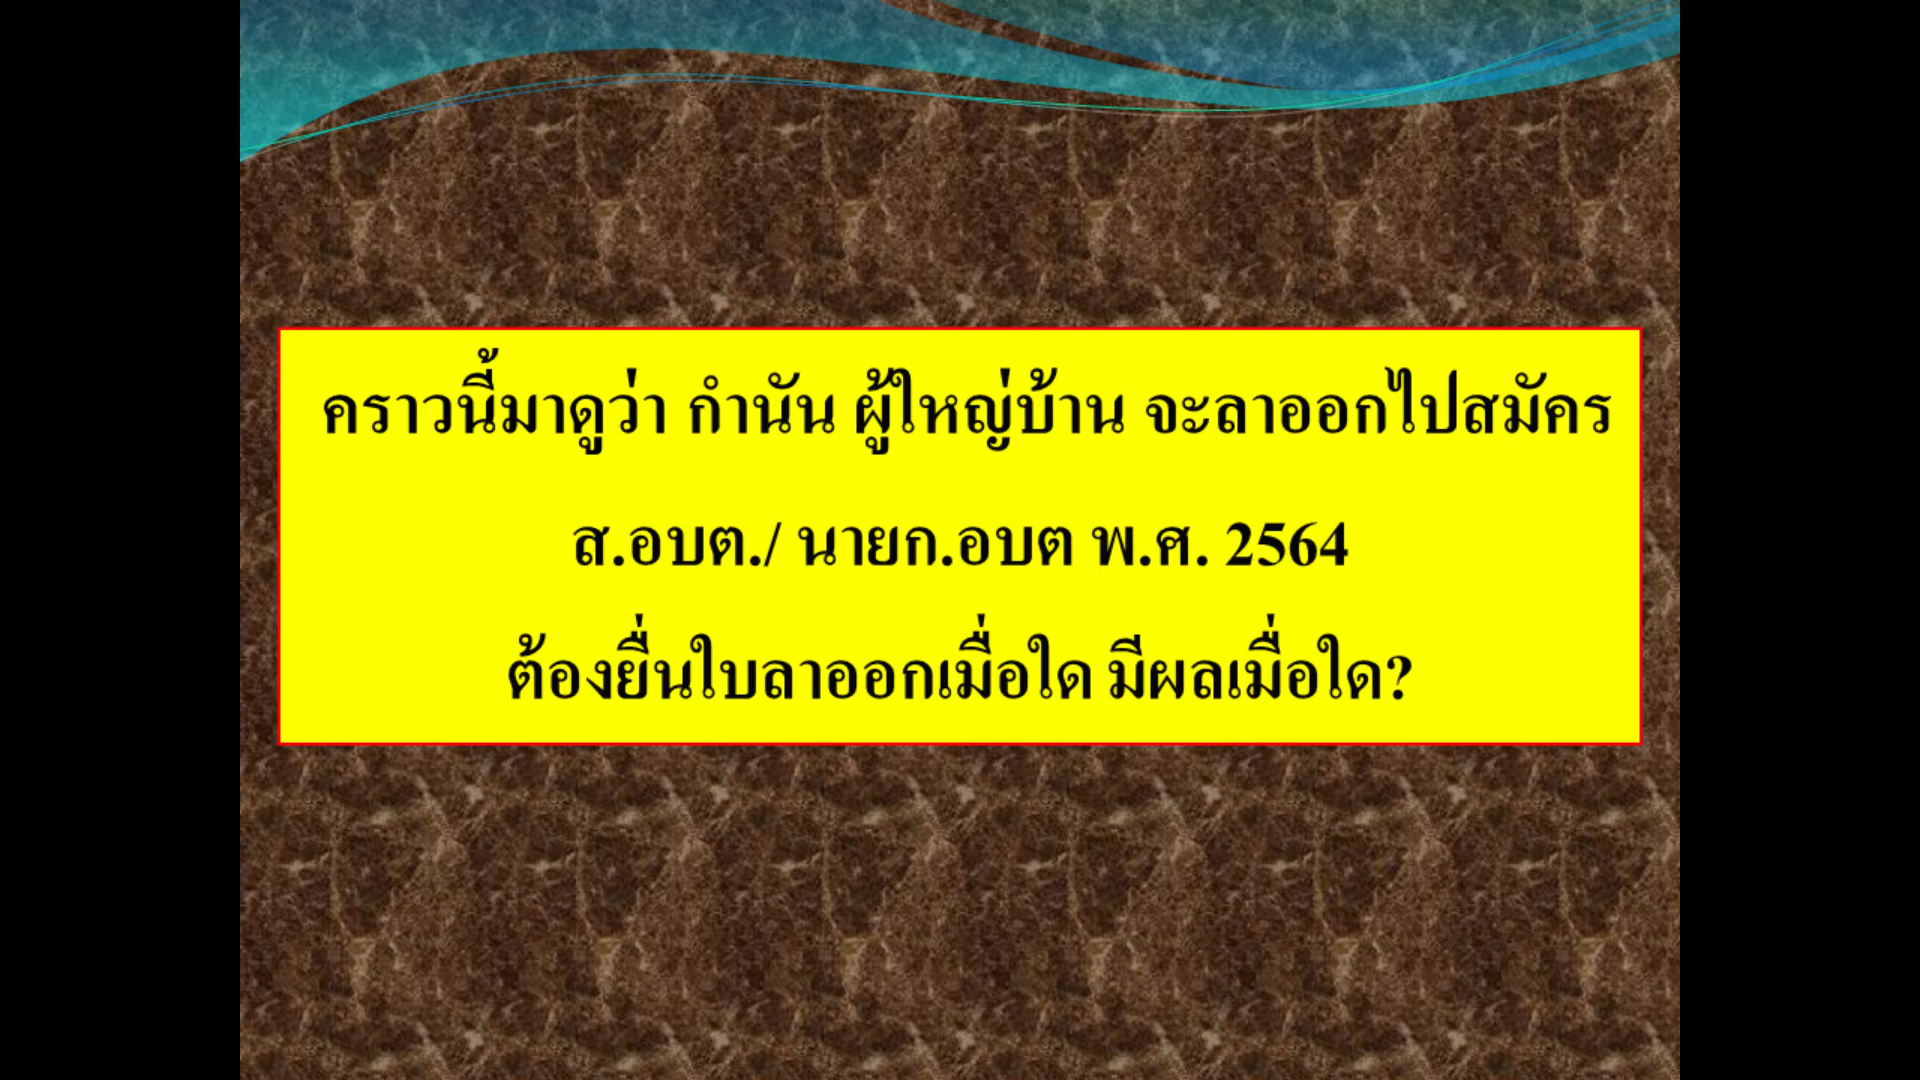 คราวนี้มาดูว่า กำนัน ผู้ใหญ่บ้าน จะลาออกไปสมัคร
ส.อบต./ นายก.อบต พ.ศ. 2564
ต้องยื่นใบลาออกเมื่อใด มีผลเมื่อใด?